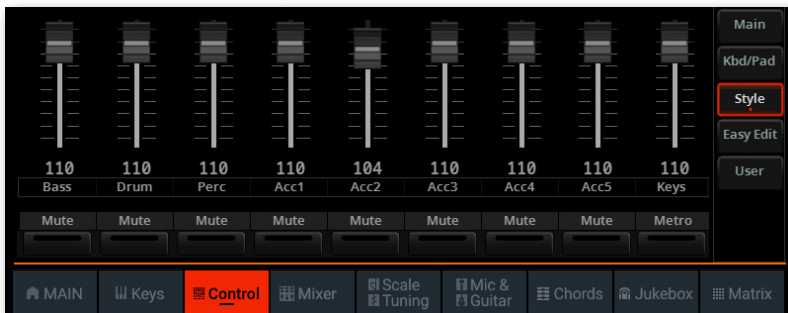 Main
Kbd/Pad
Style
Easy Edit
User
110 110 110 110 104 110 110 110 110
Bass Drum Perc Acc1 Acc2 Acc3 Acc4 Acc5 Keys
Mute Mute Mute Mute Mute Mute Mute Mute Metro
MAIN Keys Control Mixer Scale Tuning Mic & Guitar Chords Jukebox Matrix